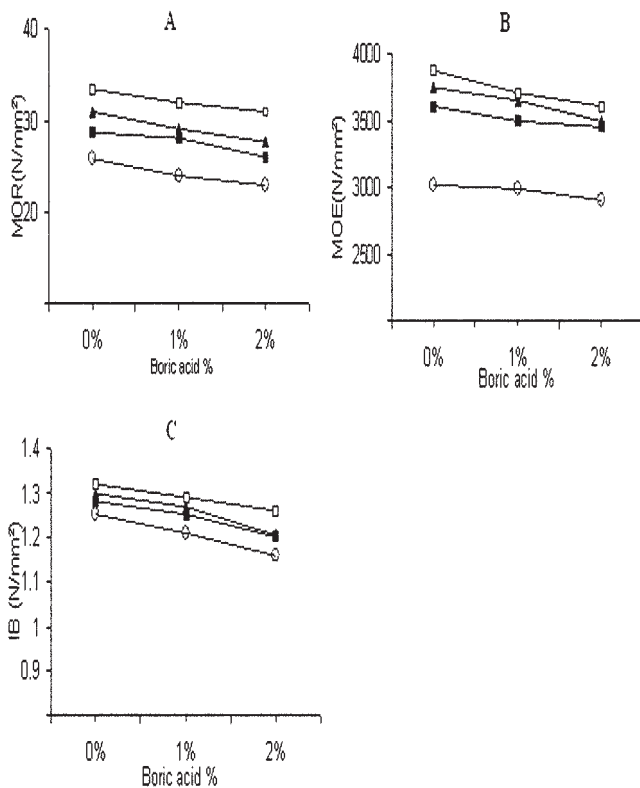 A
40
30
20
MOR(N/mm²)
0% 1% 2%
Boric acid %
B
4000
3500
3000
2500
MOE(N/mm²)
0% 1% 2%
Boric acid %
C
1.4
1.3
1.2
1.1
1
0.9
IB (N/mm²)
0% 1% 2%
Boric acid %